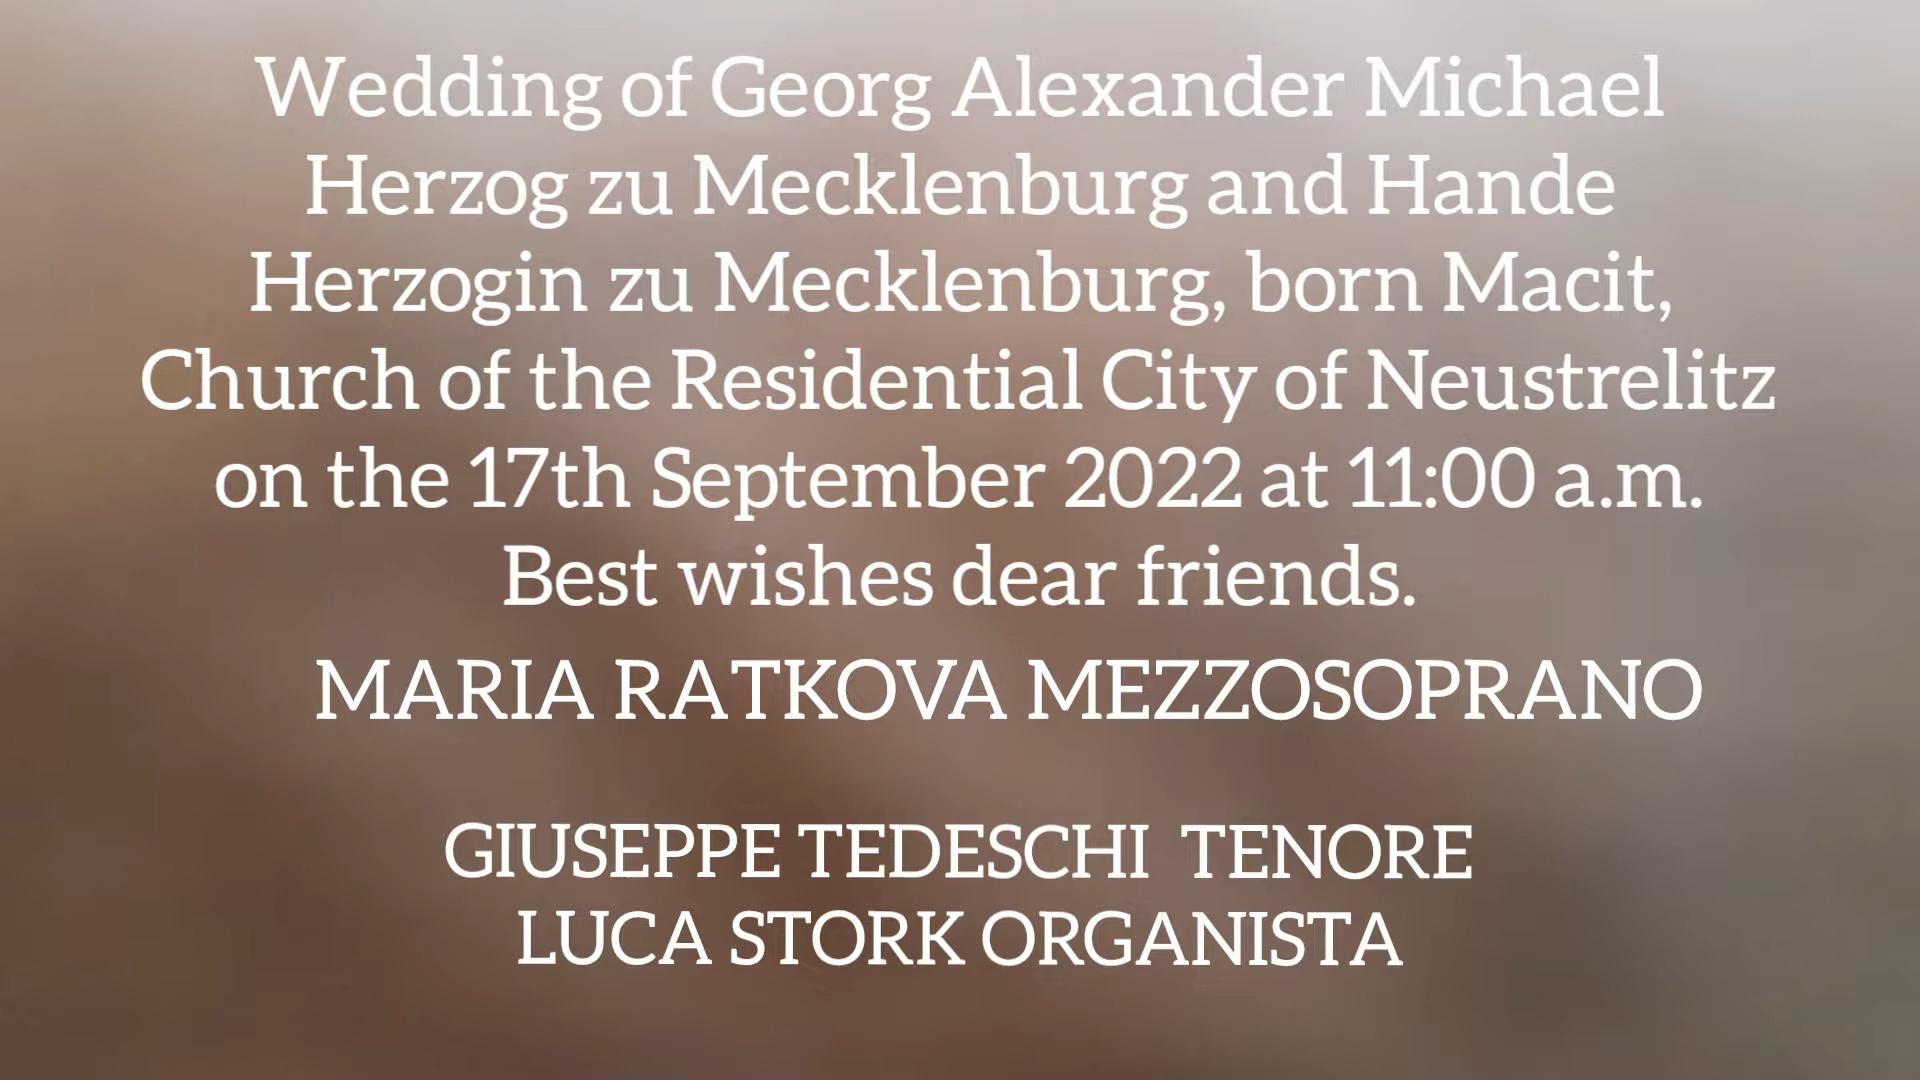 Wedding of Georg Alexander Michael
Herzog zu Mecklenburg and Hande
Herzogin zu Mecklenburg, born Macit,
Church of the Residential City of Neustrelitz
on the 17th September 2022 at 11:00 a.m.
Best wishes dear friends.
MARIA RATKOVA MEZZOSOPRANO
GIUSEPPE TEDESCHI TENORE
LUCA STORK ORGANISTA